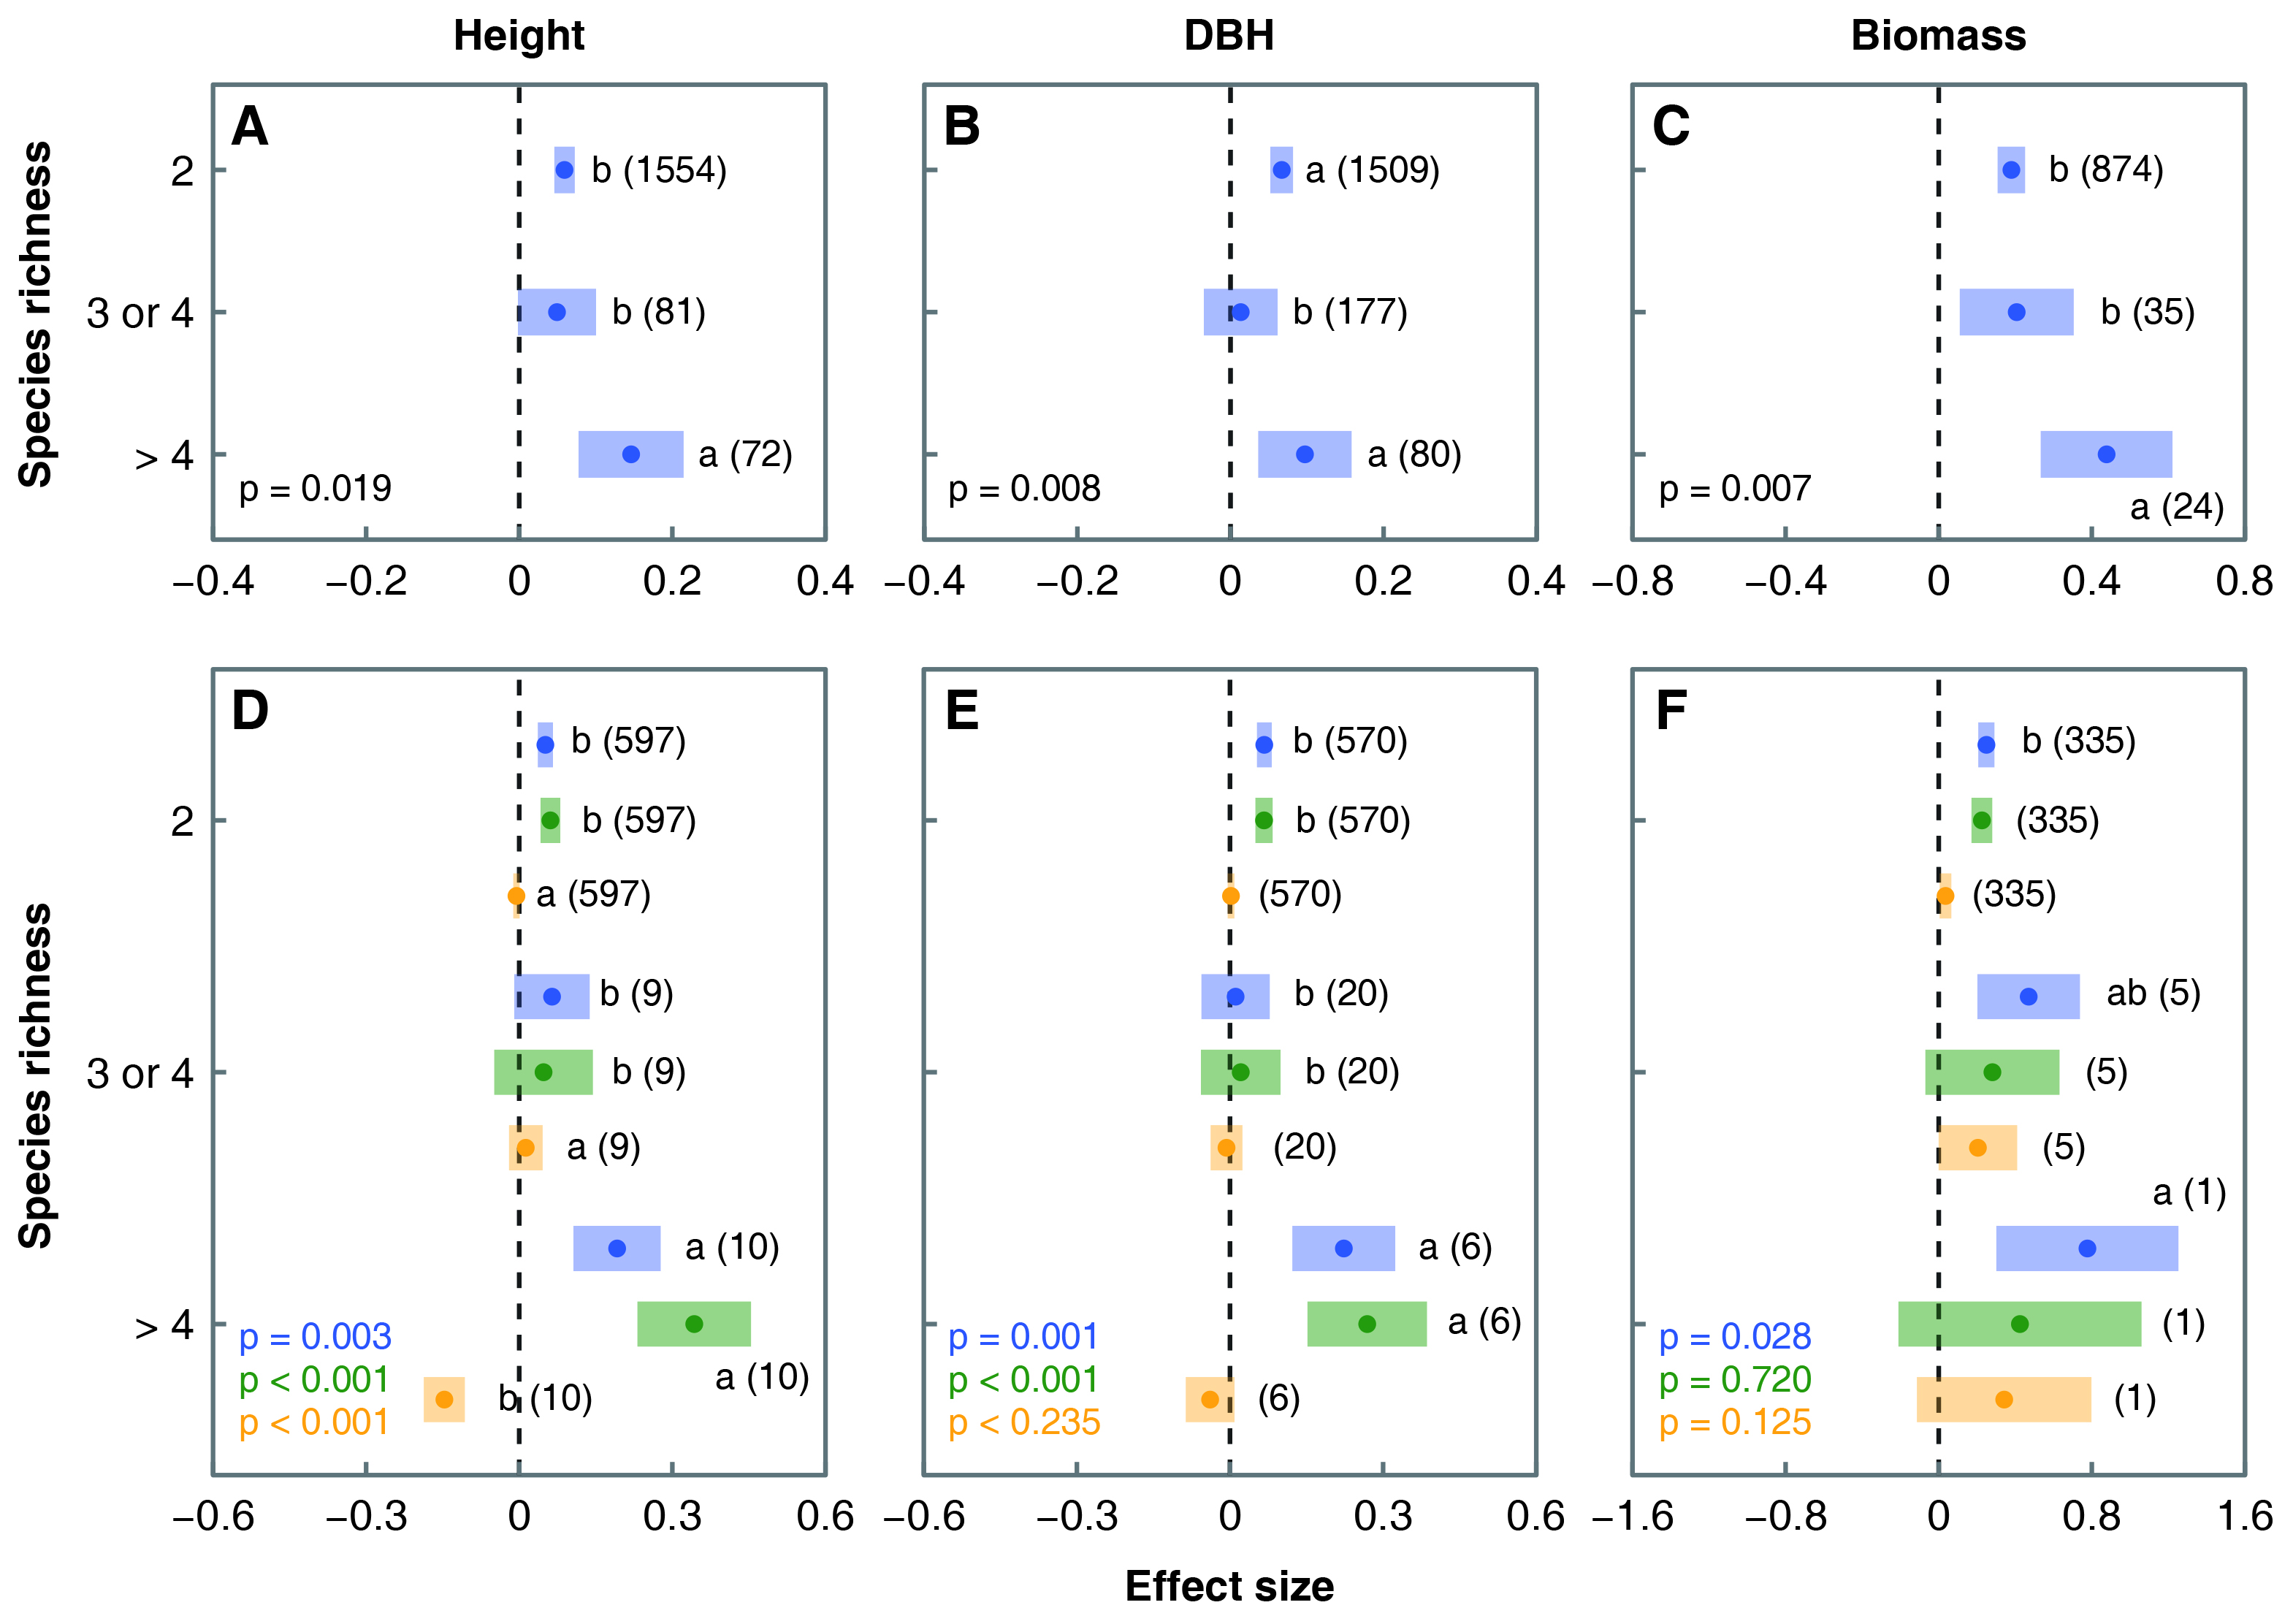 Height
DBH
Biomass
Species richness
2
3 or 4
> 4
A
b (1554)
b (81)
a (72)
p = 0.019
−0.4 −0.2 0 0.2 0.4
B
a (1509)
b (177)
a (80)
p = 0.008
−0.4 −0.2 0 0.2 0.4
C
b (874)
b (35)
a (24)
p = 0.007
−0.8 −0.4 0 0.4 0.8
Species richness
2
3 or 4
> 4
D
b (597)
b (597)
a (597)
b (9)
b (9)
a (9)
a (10)
a (10)
b (10)
p = 0.003
p < 0.001
p < 0.001
−0.6 −0.3 0 0.3 0.6
E
b (570)
b (570)
(570)
b (20)
b (20)
(20)
a (6)
a (6)
(6)
p = 0.001
p < 0.001
p < 0.235
−0.6 −0.3 0 0.3 0.6
F
b (335)
(335)
(335)
ab (5)
(5)
(5)
a (1)
(1)
(1)
p = 0.028
p = 0.720
p = 0.125
−1.6 −0.8 0 0.8 1.6
Effect size